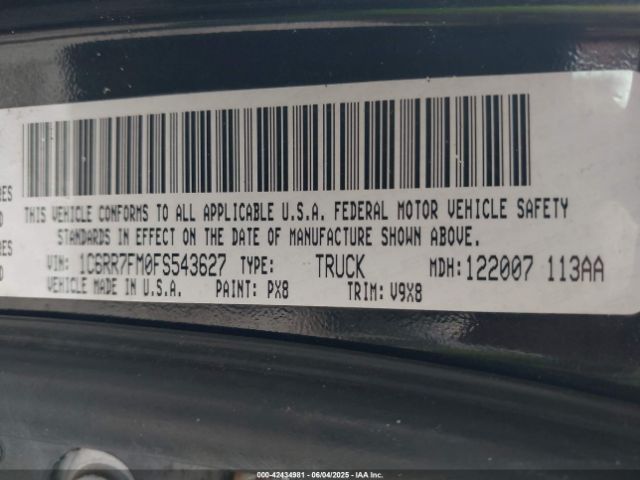 THIS VEHICLE CONFORMS TO ALL APPLICABLE U.S.A. FEDERAL MOTOR VEHICLE SAFETY
STANDARDS IN EFFECT ON THE DATE OF MANUFACTURE SHOWN ABOVE.
VIN: 1C6RR7FM0FS543627 TYPE: TRUCK MDH: 122007 113AA
VEHICLE MADE IN U.S.A. PAINT: PX8 TRIM: V9X8
000-42434981 - 06/04/2025 - IAA Inc.